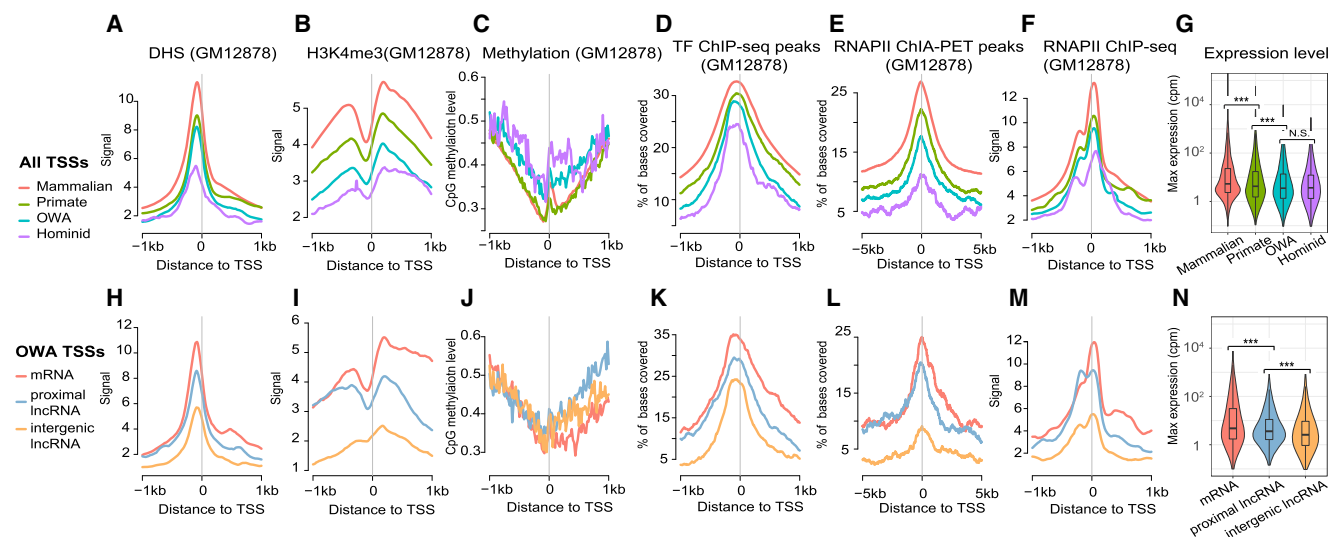 A B C D E F G
DHS (GM12878)
H3K4me3(GM12878)
Methylation (GM12878)
TF ChIP-seq peaks
(GM12878)
RNAPII ChIA-PET peaks
(GM12878)
RNAPII ChIP-seq
(GM12878)
Expression level
All TSSs
Mammalian
Primate
OWA
Hominid
Signal
10
8
6
4
2
−1kb 0 1kb
Distance to TSS
Signal
5
4
3
2
−1kb 0 1kb
Distance to TSS
CpG methylaiotn level
0.6
0.5
0.4
0.3
−1kb 0 1kb
Distance to TSS
% of bases covered
30
20
10
−1kb 0 1kb
Distance to TSS
% of bases covered
25
15
5
−5kb 0 5kb
Distance to TSS
Signal
12
10
8
6
4
2
−1kb 0 1kb
Distance to TSS
Max expression (cpm)
10⁴
10²
1
***
***
N.S.
Mammalian
Primate
OWA
Hominid
H I J K L M N
OWA TSSs
mRNA
proximal
lncRNA
intergenic
lncRNA
Signal
12
10
8
6
4
2
−1kb 0 1kb
Distance to TSS
6
5
4
3
2
1
−1kb 0 1kb
Distance to TSS
CpG methylaiotn level
0.6
0.5
0.4
0.3
−1kb 0 1kb
Distance to TSS
% of bases covered
35
25
15
5
−1kb 0 1kb
Distance to TSS
% of bases covered
25
15
5
−5kb 0 5kb
Distance to TSS
Signal
12
10
8
6
4
2
−1kb 0 1kb
Distance to TSS
Max expression (cpm)
10⁴
10²
1
***
***
mRNA
proximal lncRNA
intergenic lncRNA